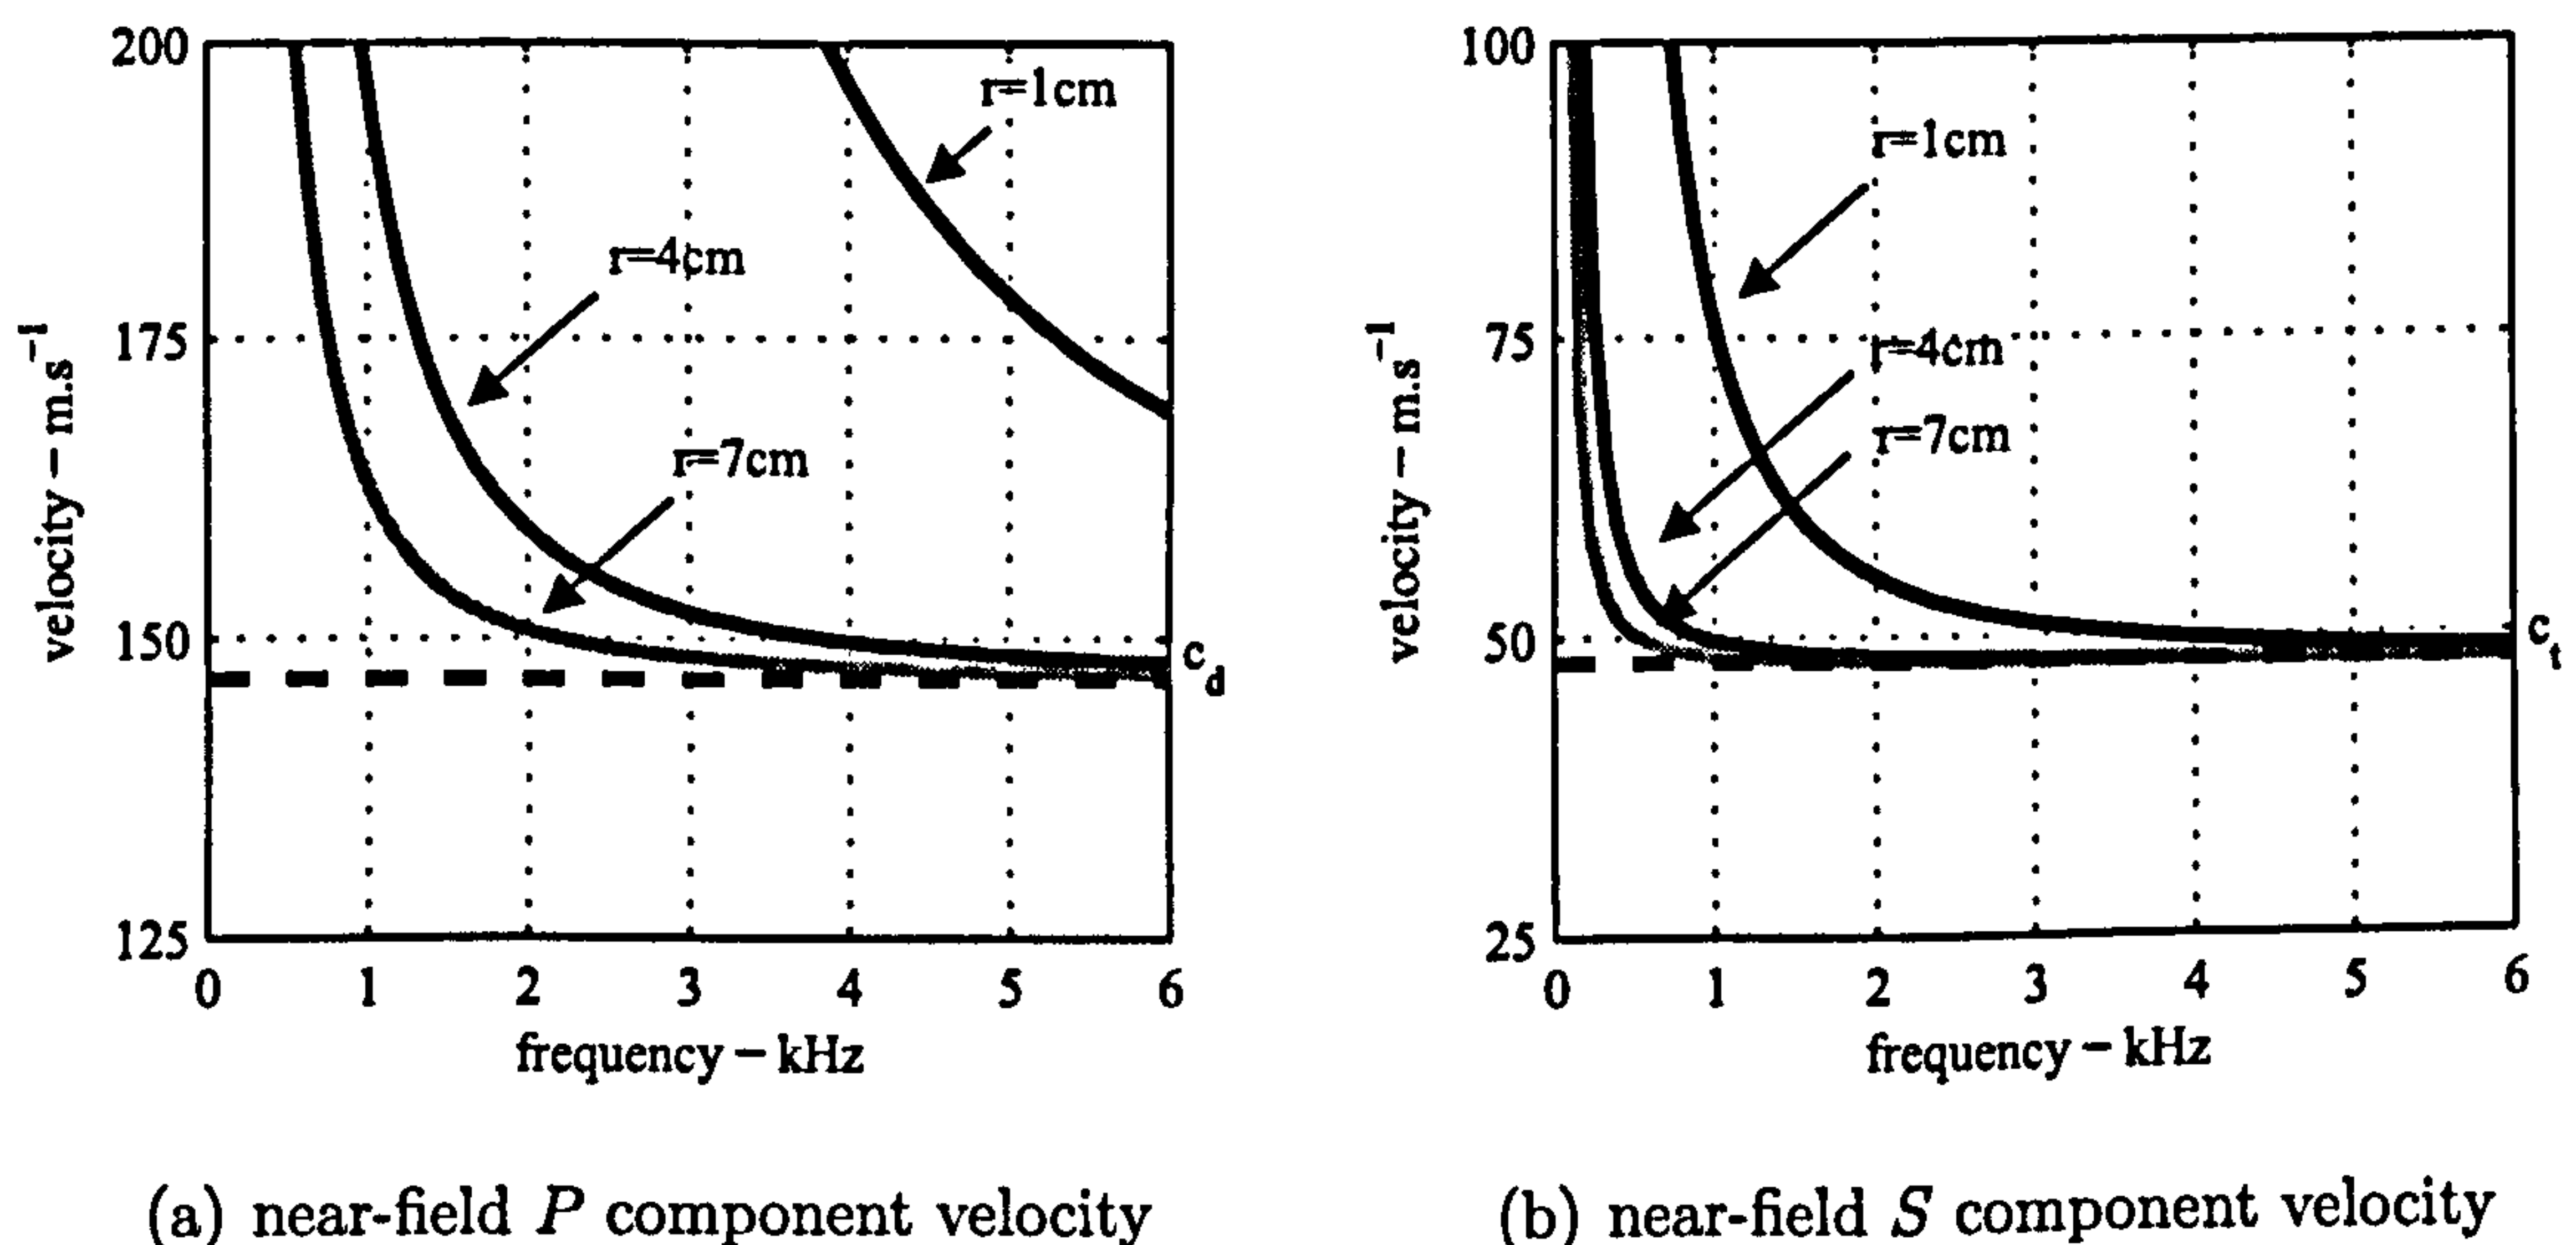 200
175
150
125
0 1 2 3 4 5 6
velocity – m.s⁻¹
frequency – kHz
r=1cm
r=4cm
r=7cm
c_d
(a) near-field P component velocity
100
75
50
25
0 1 2 3 4 5 6
velocity – m.s⁻¹
frequency – kHz
r=1cm
r=4cm
r=7cm
c_t
(b) near-field S component velocity